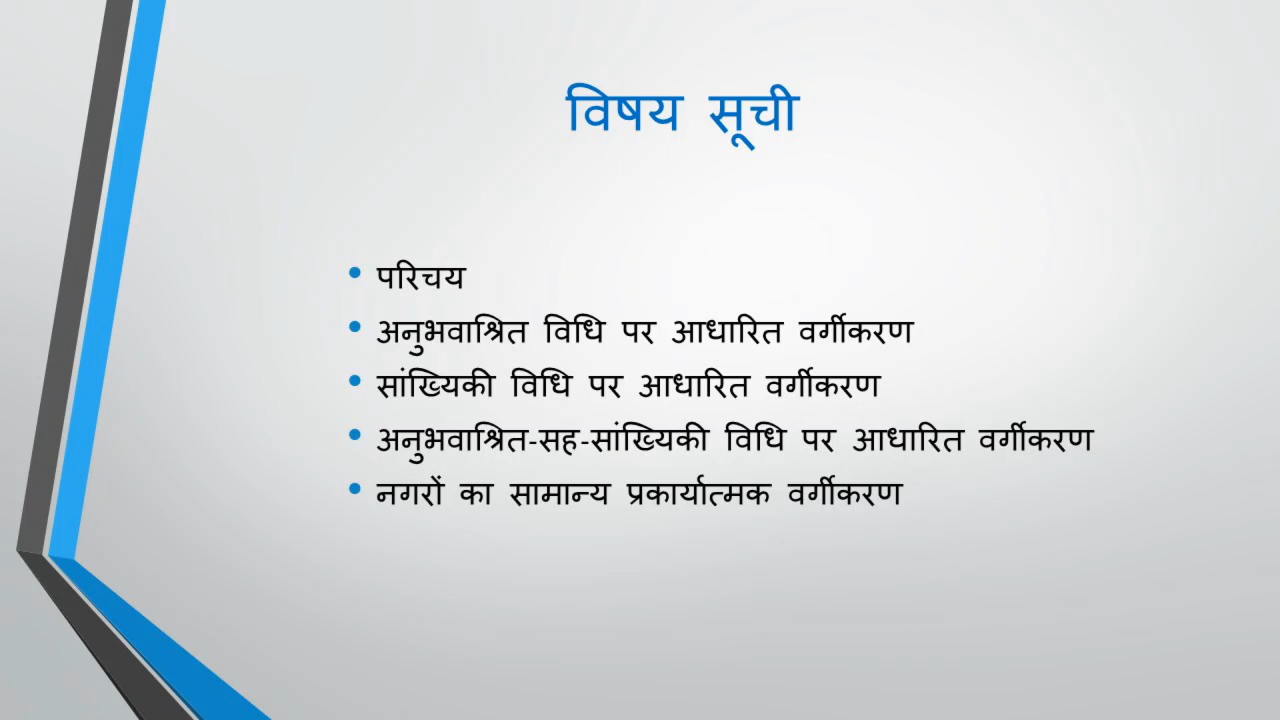 विषय सूची
• परिचय
• अनुभवाश्रित विधि पर आधारित वर्गीकरण
• सांख्यिकी विधि पर आधारित वर्गीकरण
• अनुभवाश्रित-सह-सांख्यिकी विधि पर आधारित वर्गीकरण
• नगरों का सामान्य प्रकार्यात्मक वर्गीकरण